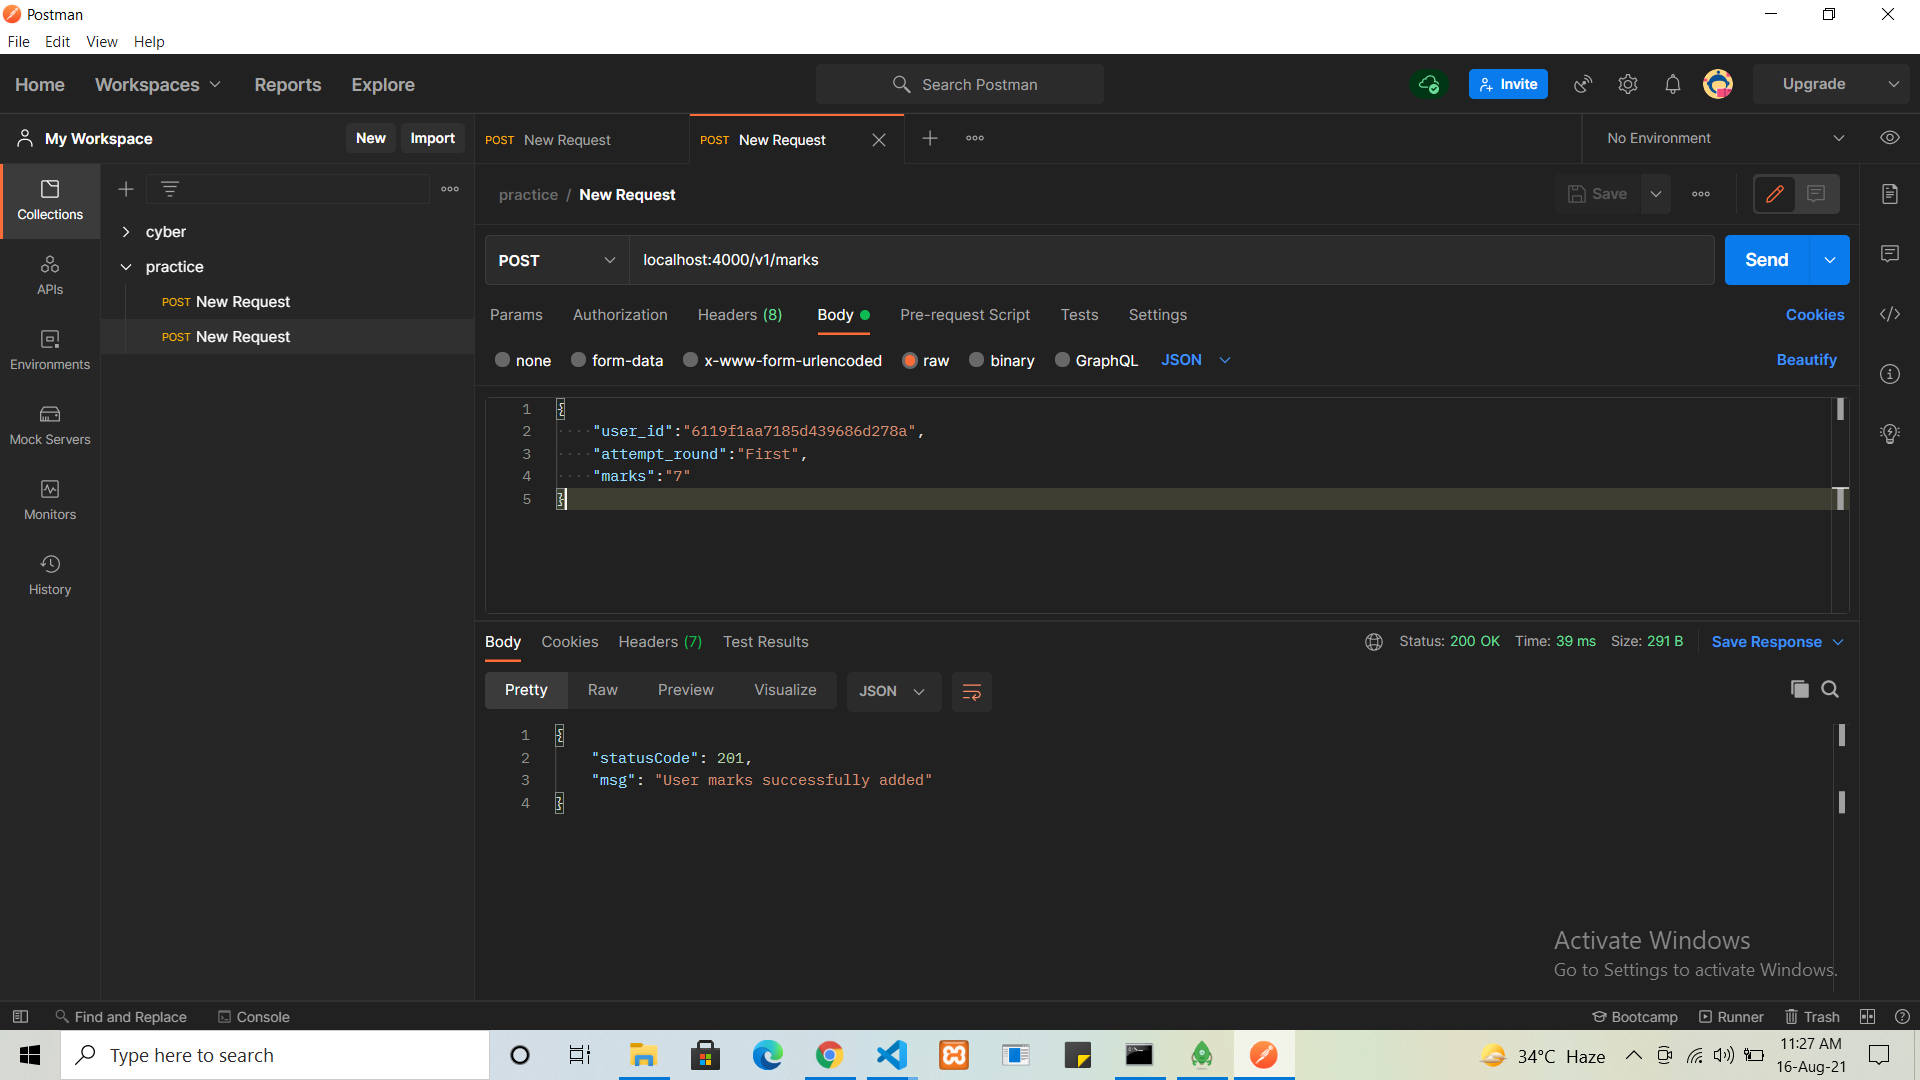 Postman
File Edit View Help
Home Workspaces Reports Explore Search Postman Invite Upgrade
My Workspace New Import POST New Request POST New Request No Environment
Collections
APIs
Environments
Mock Servers
Monitors
History
cyber
practice
POST New Request
POST New Request
practice / New Request Save
POST localhost:4000/v1/marks Send
Params Authorization Headers (8) Body Pre-request Script Tests Settings Cookies
none form-data x-www-form-urlencoded raw binary GraphQL JSON Beautify
1 {
2 "user_id":"6119f1aa7185d439686d278a",
3 "attempt_round":"First",
4 "marks":"7"
5 }
Body Cookies Headers (7) Test Results Status: 200 OK Time: 39 ms Size: 291 B Save Response
Pretty Raw Preview Visualize JSON
1 {
2 "statusCode": 201,
3 "msg": "User marks successfully added"
4 }
Activate Windows
Go to Settings to activate Windows.
Find and Replace Console Bootcamp Runner Trash
Type here to search 34°C Haze 11:27 AM
16-Aug-21